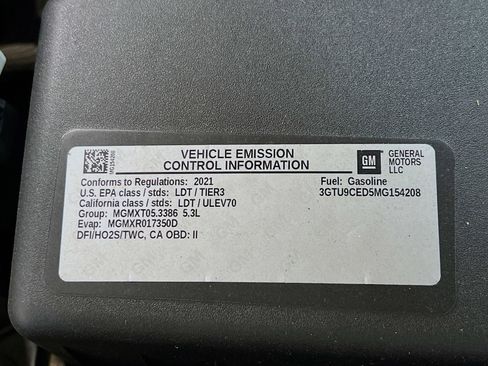 VEHICLE EMISSION
CONTROL INFORMATION
GM
GENERAL
MOTORS
LLC
Conforms to Regulations: 2021
Fuel: Gasoline
U.S. EPA class / stds: LDT / TIER3
3GTU9CED5MG154208
California class / stds: LDT / ULEV70
Group: MGMXT05.3386 5.3L
Evap: MGMXR017350D
DFI/HO2S/TWC, CA OBD: II